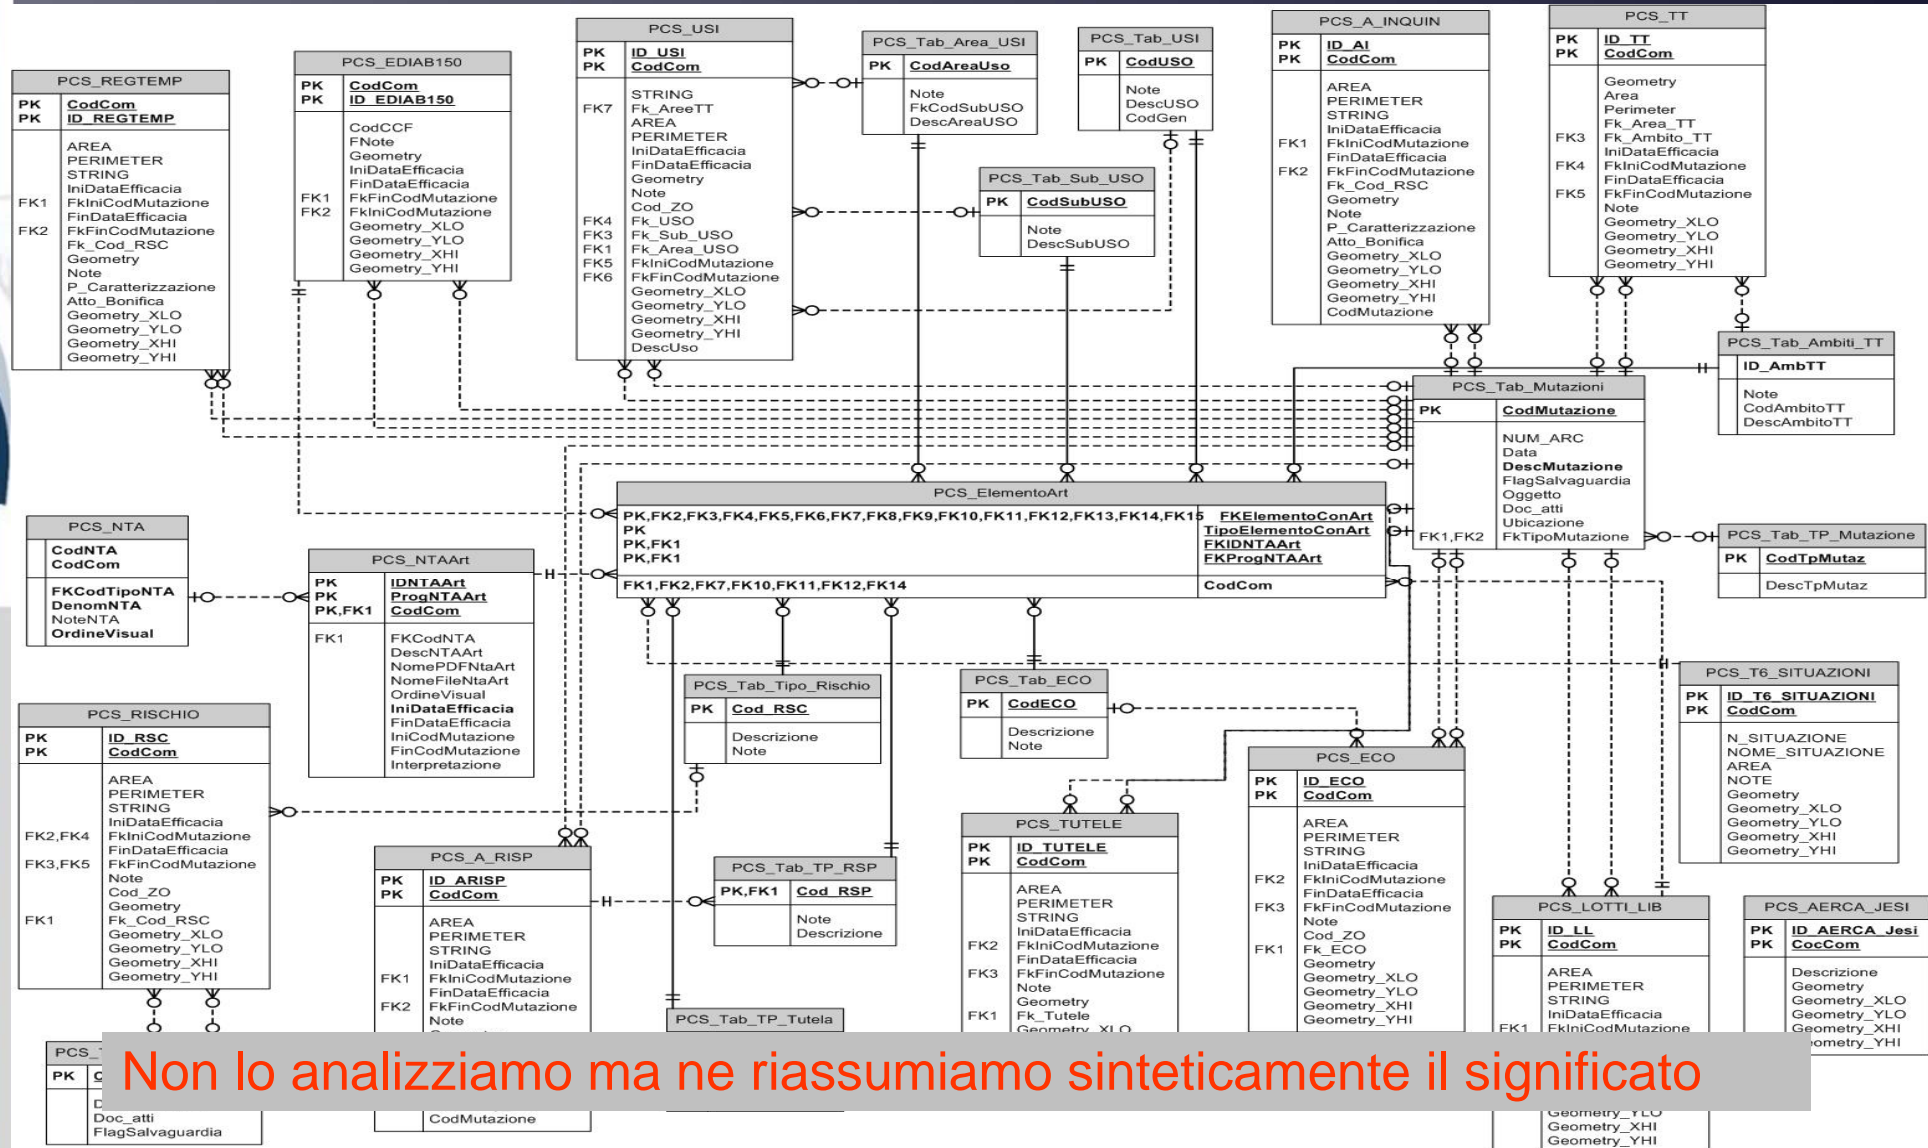 PCS_REGTEMP
PK CodCom
PK ID_REGTEMP
AREA
PERIMETER
STRING
IniDataEfficacia
FK1 FkIniCodMutazione
FinDataEfficacia
FK2 FkFinCodMutazione
Fk_Cod_RSC
Geometry
Note
P_Caratterizzazione
Atto_Bonifica
Geometry_XLO
Geometry_YLO
Geometry_XHI
Geometry_YHI
PCS_EDIAB150
PK CodCom
PK ID_EDIAB150
CodCCF
FNote
Geometry
IniDataEfficacia
FinDataEfficacia
FK1 FkFinCodMutazione
FK2 FkIniCodMutazione
Geometry_XLO
Geometry_YLO
Geometry_XHI
Geometry_YHI
PCS_USI
PK ID_USI
PK CodCom
STRING
FK7 Fk_AreeTT
AREA
PERIMETER
IniDataEfficacia
FinDataEfficacia
Geometry
Note
Cod_ZO
FK4 Fk_USO
FK3 Fk_Sub_USO
FK1 Fk_Area_USO
FK5 FkIniCodMutazione
FK6 FkFinCodMutazione
Geometry_XLO
Geometry_YLO
Geometry_XHI
Geometry_YHI
DescUso
PCS_Tab_Area_USI
PK CodAreaUso
Note
FkCodSubUSO
DescAreaUSO
PCS_Tab_USI
PK CodUSO
Note
DescUSO
CodGen
PCS_Tab_Sub_USO
PK CodSubUSO
Note
DescSubUSO
PCS_A_INQUIN
PK ID_AI
PK CodCom
AREA
PERIMETER
STRING
IniDataEfficacia
FK1 FkIniCodMutazione
FinDataEfficacia
FK2 FkFinCodMutazione
Fk_Cod_RSC
Geometry
Note
P_Caratterizzazione
Atto_Bonifica
Geometry_XLO
Geometry_YLO
Geometry_XHI
Geometry_YHI
CodMutazione
PCS_TT
PK ID_TT
PK CodCom
Geometry
Area
Perimeter
Fk_Area_TT
FK3 Fk_Ambito_TT
IniDataEfficacia
FK4 FkIniCodMutazione
FinDataEfficacia
FK5 FkFinCodMutazione
Note
Geometry_XLO
Geometry_YLO
Geometry_XHI
Geometry_YHI
PCS_Tab_Ambiti_TT
ID_AmbTT
Note
CodAmbitoTT
DescAmbitoTT
PCS_Tab_Mutazioni
PK CodMutazione
NUM_ARC
Data
DescMutazione
FlagSalvaguardia
Oggetto
Doc_atti
Ubicazione
FK1,FK2 FkTipoMutazione
PCS_ElementoArt
PK,FK2,FK3,FK4,FK5,FK6,FK7,FK8,FK9,FK10,FK11,FK12,FK13,FK14,FK15 FKElementoConArt
PK TipoElementoConArt
PK,FK1 FKIDNTAArt
PK,FK1 FKProgNTAArt
FK1,FK2,FK7,FK10,FK11,FK12,FK14 CodCom
PCS_Tab_TP_Mutazione
PK CodTpMutaz
DescTpMutaz
PCS_NTA
CodNTA
CodCom
FKCodTipoNTA
DenomNTA
NoteNTA
OrdineVisual
PCS_NTAArt
PK IDNTAArt
PK ProgNTAArt
PK,FK1 CodCom
FK1 FKCodNTA
DescNTAArt
NomePDFNtaArt
NomeFileNtaArt
OrdineVisual
IniDataEfficacia
FinDataEfficacia
IniCodMutazione
FinCodMutazione
Interpretazione
PCS_Tab_Tipo_Rischio
PK Cod_RSC
Descrizione
Note
PCS_Tab_ECO
PK CodECO
Descrizione
Note
PCS_T6_SITUAZIONI
PK ID_T6_SITUAZIONI
PK CodCom
N_SITUAZIONE
NOME_SITUAZIONE
AREA
NOTE
Geometry
Geometry_XLO
Geometry_YLO
Geometry_XHI
Geometry_YHI
PCS_RISCHIO
PK ID_RSC
PK CodCom
AREA
PERIMETER
STRING
IniDataEfficacia
FK2,FK4 FkIniCodMutazione
FinDataEfficacia
FK3,FK5 FkFinCodMutazione
Note
Cod_ZO
Geometry
FK1 Fk_Cod_RSC
Geometry_XLO
Geometry_YLO
Geometry_XHI
Geometry_YHI
PCS_A_RISP
PK ID_ARISP
PK CodCom
AREA
PERIMETER
STRING
IniDataEfficacia
FK1 FkIniCodMutazione
FinDataEfficacia
FK2 FkFinCodMutazione
Note
CodMutazione
PCS_Tab_TP_RSP
PK,FK1 Cod_RSP
Note
Descrizione
PCS_Tab_TP_Tutela
PCS_TUTELE
PK ID_TUTELE
PK CodCom
AREA
PERIMETER
STRING
IniDataEfficacia
FK2 FkIniCodMutazione
FinDataEfficacia
FK3 FkFinCodMutazione
Note
Geometry
FK1 Fk_Tutele
Geometry_XLO
PCS_ECO
PK ID_ECO
PK CodCom
AREA
PERIMETER
STRING
IniDataEfficacia
FK2 FkIniCodMutazione
FinDataEfficacia
FK3 FkFinCodMutazione
Note
Cod_ZO
FK1 Fk_ECO
Geometry
Geometry_XLO
Geometry_YLO
Geometry_XHI
Geometry_YHI
PCS_LOTTI_LIB
PK ID_LL
PK CodCom
AREA
PERIMETER
STRING
IniDataEfficacia
FK1 FkIniCodMutazione
Geometry_YLO
Geometry_XHI
Geometry_YHI
PCS_AERCA_JESI
PK ID_AERCA_Jesi
PK CocCom
Descrizione
Geometry
Geometry_XLO
Geometry_YLO
Geometry_XHI
Geometry_YHI
PK
Doc_atti
FlagSalvaguardia
Non lo analizziamo ma ne riassumiamo sinteticamente il significato